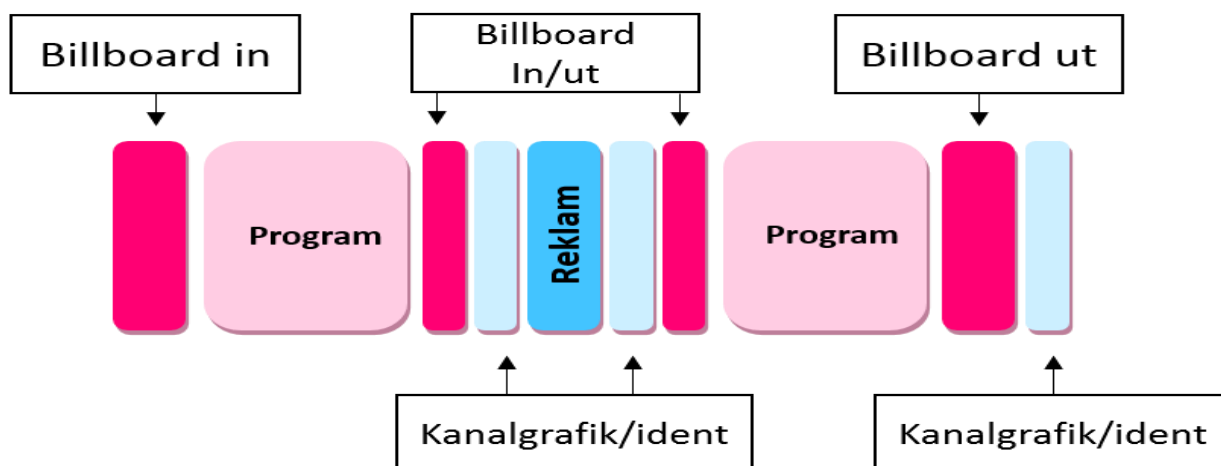 Billboard in
Billboard
In/ut
Billboard ut
Program
Reklam
Program
Kanalgrafik/ident
Kanalgrafik/ident